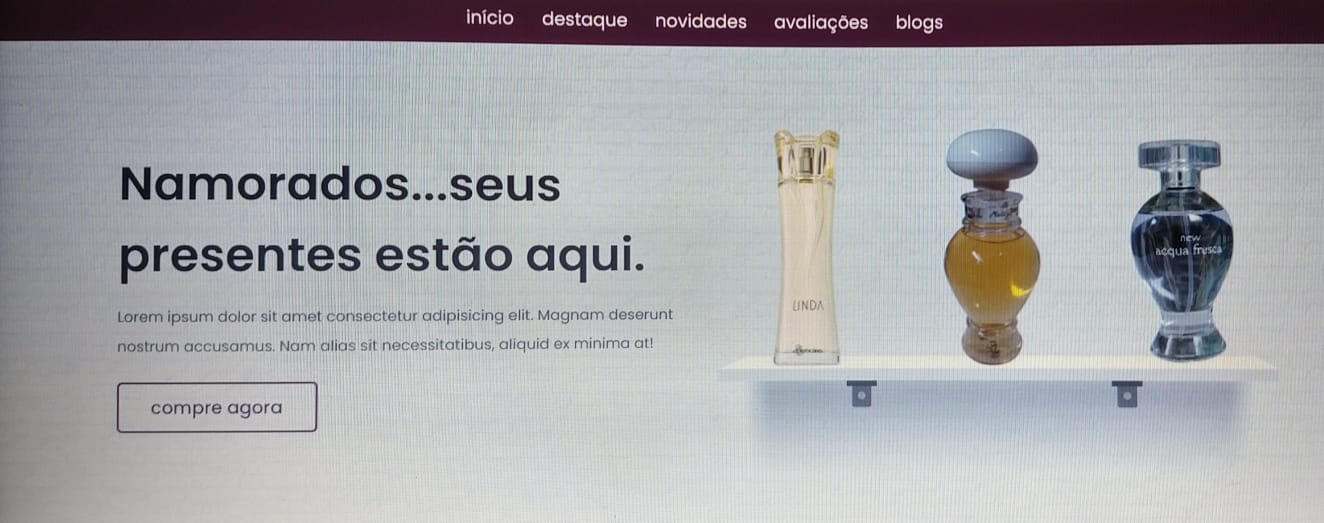 início destaque novidades avaliações blogs
Namorados...seus
presentes estão aqui.
Lorem ipsum dolor sit amet consectetur adipisicing elit. Magnam deserunt
nostrum accusamus. Nam alias sit necessitatibus, aliquid ex minima at!
compre agora
LINDA
new
acqua fresca